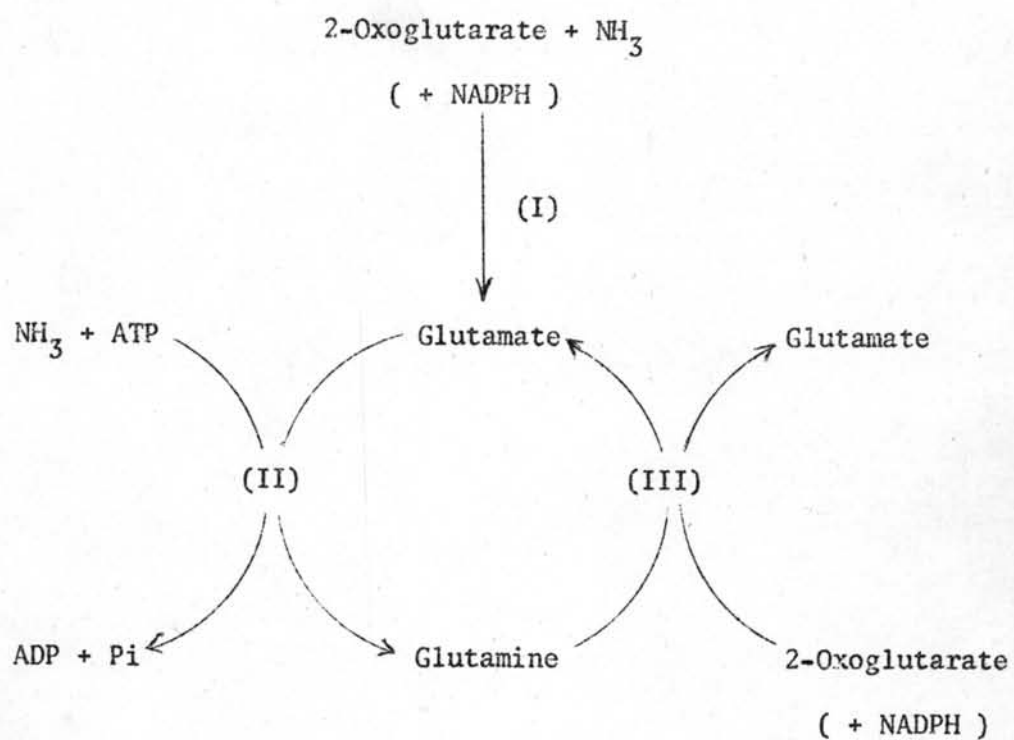 2-Oxoglutarate + NH3
( + NADPH )
(I)
NH3 + ATP
Glutamate
Glutamate
(II)
(III)
ADP + Pi
Glutamine
2-Oxoglutarate
( + NADPH )